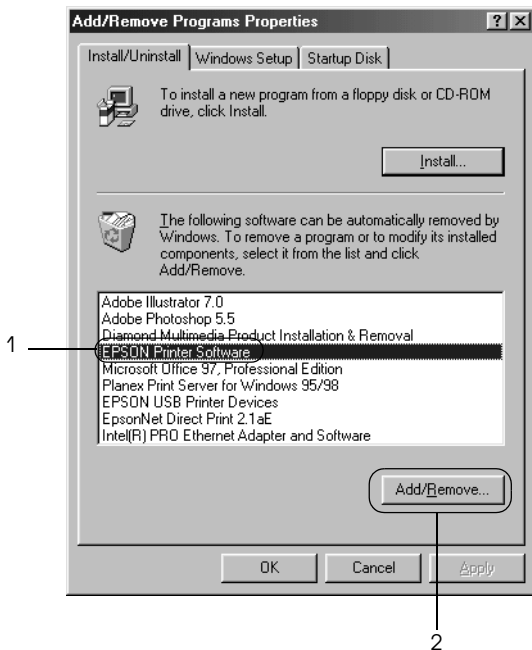 Add/Remove Programs Properties
Install/Uninstall Windows Setup Startup Disk
To install a new program from a floppy disk or CD-ROM
drive, click Install.
Install...
The following software can be automatically removed by
Windows. To remove a program or to modify its installed
components, select it from the list and click
Add/Remove.
Adobe Illustrator 7.0
Adobe Photoshop 5.5
Diamond Multimedia Product Installation & Removal
1
EPSON Printer Software
Microsoft Office 97, Professional Edition
Planex Print Server for Windows 95/98
EPSON USB Printer Devices
EpsonNet Direct Print 2.1aE
Intel(R) PRO Ethernet Adapter and Software
Add/Remove...
OK Cancel Apply
2